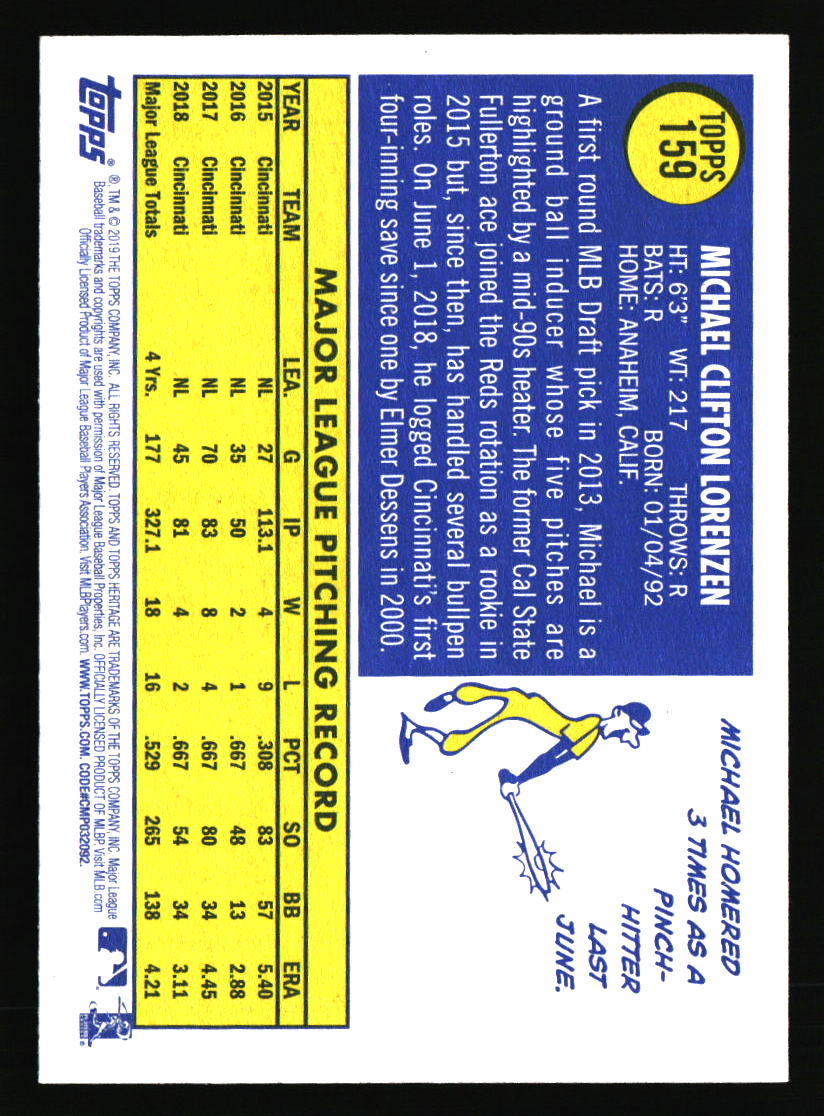 TOPPS
159
MICHAEL CLIFTON LORENZEN
HT: 6'3" WT: 217 THROWS: R
BATS: R BORN: 01/04/92
HOME: ANAHEIM, CALIF.
A first round MLB Draft pick in 2013, Michael is a
ground ball inducer whose five pitches are
highlighted by a mid-90s heater. The former Cal State
Fullerton ace joined the Reds rotation as a rookie in
2015 but, since then, has handled several bullpen
roles. On June 1, 2018, he logged Cincinnati's first
four-inning save since one by Elmer Dessens in 2000.
MICHAEL HOMERED
3 TIMES AS A
PINCH-
HITTER
LAST
JUNE.
MAJOR LEAGUE PITCHING RECORD
YEAR TEAM LEA. G IP W L PCT SO BB ERA
2015 Cincinnati NL 27 113.1 4 9 .308 83 57 5.40
2016 Cincinnati NL 35 50 2 1 .667 48 13 2.88
2017 Cincinnati NL 70 83 8 4 .667 80 34 4.45
2018 Cincinnati NL 45 81 4 2 .667 54 34 3.11
Major League Totals 4 Yrs. 177 327.1 18 16 .529 265 138 4.21
topps®
®, TM & © 2019 THE TOPPS COMPANY, INC. ALL RIGHTS RESERVED. TOPPS AND TOPPS HERITAGE ARE TRADEMARKS OF THE TOPPS COMPANY, INC. Major League
Baseball trademarks and copyrights are used with permission of Major League Baseball Properties, Inc. OFFICIALLY LICENSED PRODUCT OF MLBP. Visit MLB.com
Officially Licensed Product of Major League Baseball Players Association. Visit MLBPlayers.com. WWW.TOPPS.COM. CODE#CMP032092.